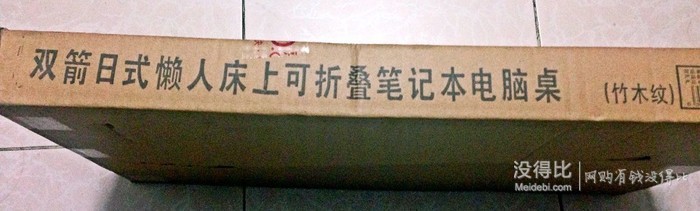 双箭日式懒人床上可折叠笔记本电脑桌 (竹木纹)
没得比 网购有钱没得比
Meidebi.com